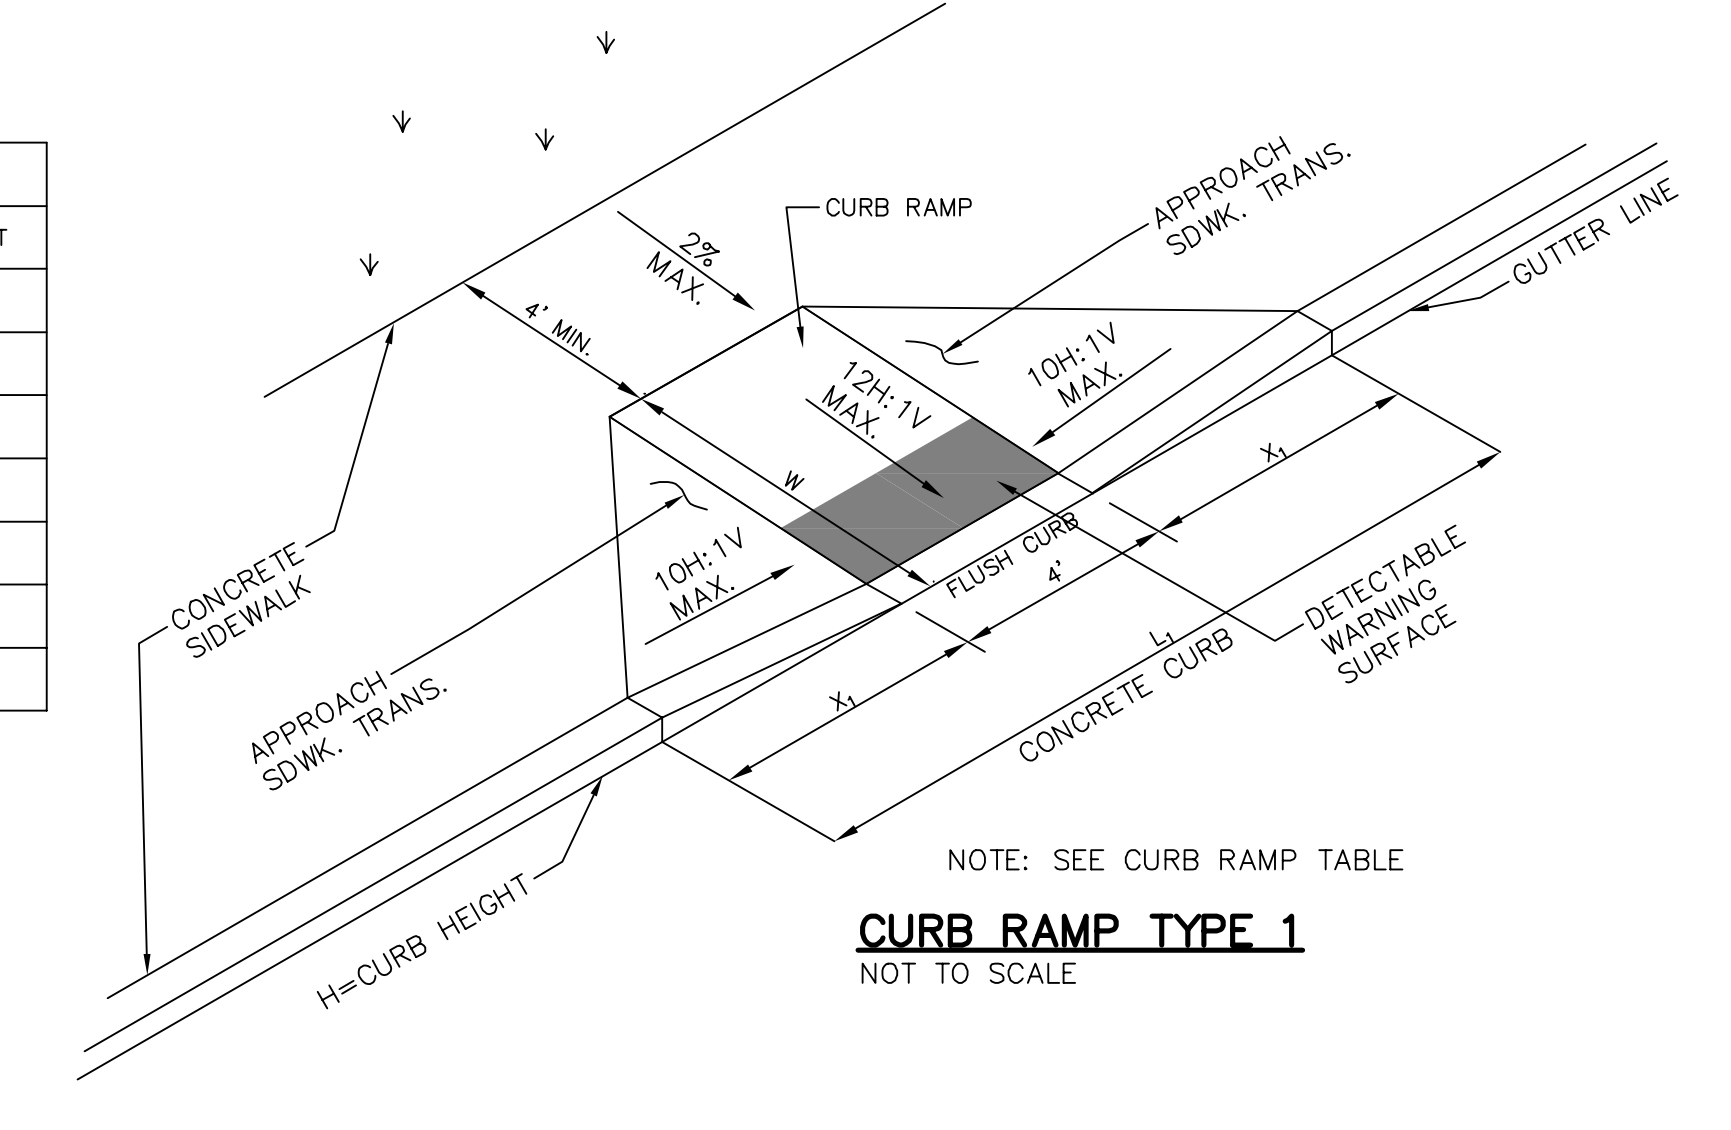 T
CURB RAMP
APPROACH
SDWK. TRANS.
GUTTER LINE
2%
MAX.
4' MIN.
12H:1V
MAX.
10H:1V
MAX.
X1
W
10H:1V
MAX.
FLUSH CURB
4'
DETECTABLE
WARNING
SURFACE
CONCRETE
SIDEWALK
L1
CONCRETE CURB
X1
APPROACH
SDWK. TRANS.
H=CURB HEIGHT
NOTE: SEE CURB RAMP TABLE
CURB RAMP TYPE 1
NOT TO SCALE